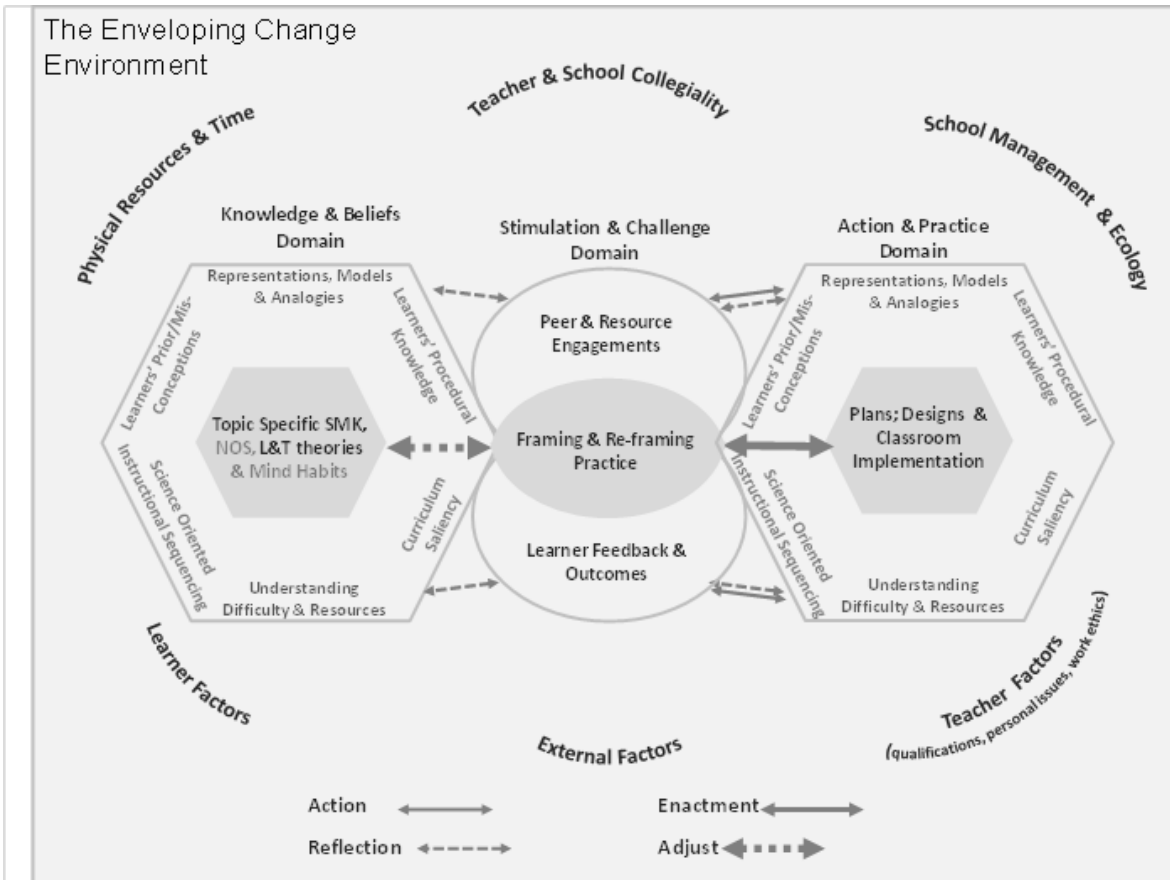 The Enveloping Change
Environment
Physical Resources & Time
Teacher & School Collegiality
School Management & Ecology
Knowledge & Beliefs
Domain
Stimulation & Challenge
Domain
Action & Practice
Domain
Representations, Models
& Analogies
Learners' Prior/Mis-
Conceptions
Learners' Procedural
Knowledge
Topic Specific SMK,
NOS, L&T theories
& Mind Habits
Science Oriented
Instructional Sequencing
Curriculum
Saliency
Understanding
Difficulty & Resources
Peer & Resource
Engagements
Framing & Re-framing
Practice
Learner Feedback &
Outcomes
Representations, Models
& Analogies
Learners' Prior/Mis-
Conceptions
Learners' Procedural
Knowledge
Plans; Designs &
Classroom
Implementation
Science Oriented
Instructional Sequencing
Curriculum
Saliency
Understanding
Difficulty & Resources
Learner Factors
External Factors
Teacher Factors
(qualifications, personal issues, work ethics)
Action
Enactment
Reflection
Adjust